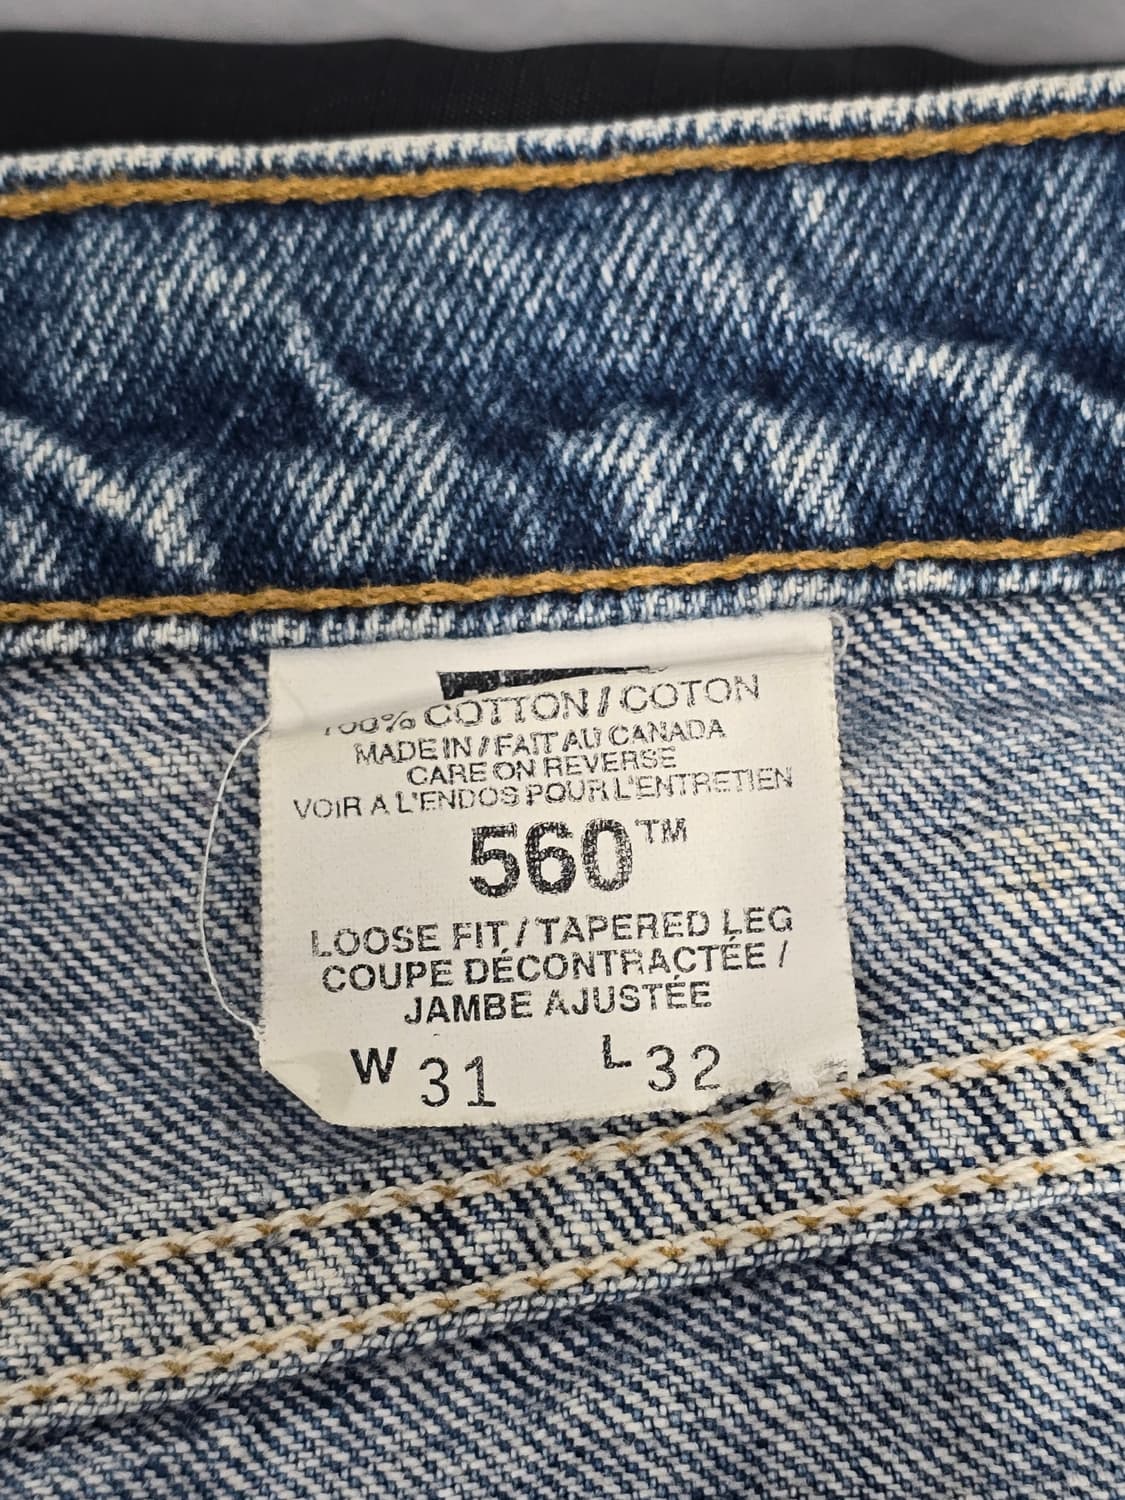 100% COTTON / COTON
MADE IN / FAIT AU CANADA
CARE ON REVERSE
VOIR A L'ENDOS POUR L'ENTRETIEN
560™
LOOSE FIT / TAPERED LEG
COUPE DÉCONTRACTÉE /
JAMBE AJUSTÉE
W 31 L 32